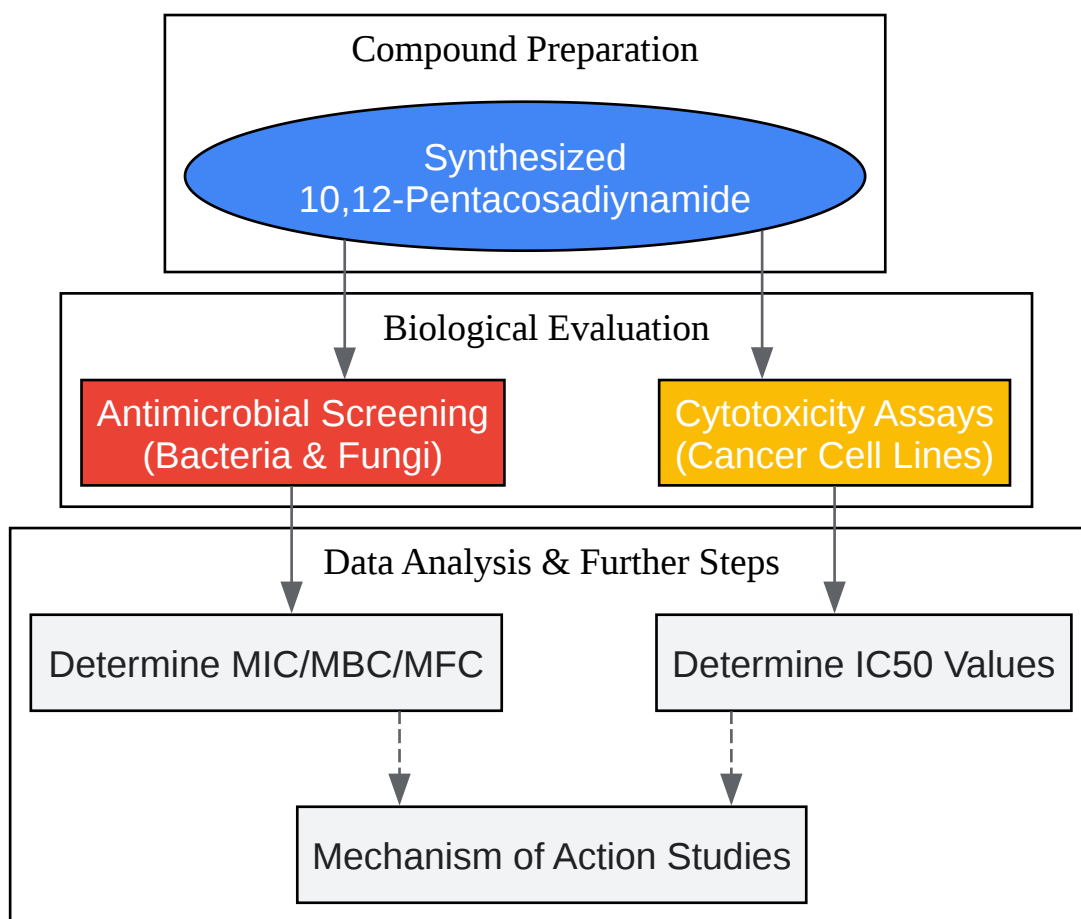 Compound Preparation
Synthesized
10,12-Pentacosadiynamide
Biological Evaluation
Antimicrobial Screening
(Bacteria & Fungi)
Cytotoxicity Assays
(Cancer Cell Lines)
Data Analysis & Further Steps
Determine MIC/MBC/MFC
Determine IC50 Values
Mechanism of Action Studies